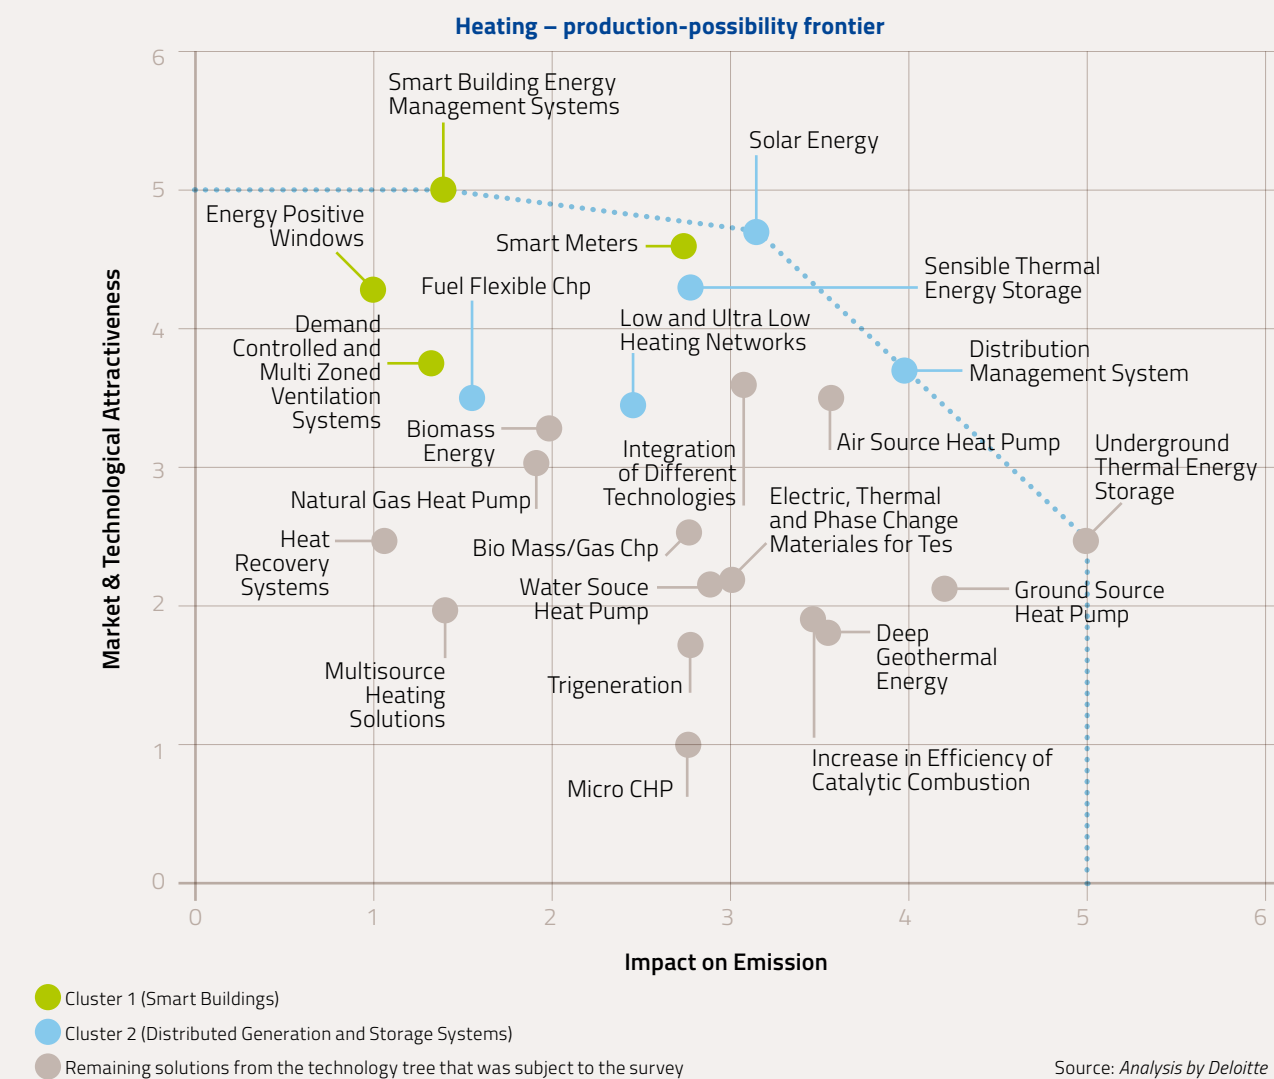 Heating – production-possibility frontier
6
Smart Building Energy
Management Systems
Solar Energy
5
Energy Positive
Windows
Smart Meters
Sensible Thermal
Energy Storage
Fuel Flexible Chp
Low and Ultra Low
Heating Networks
4
Demand
Controlled and
Multi Zoned
Ventilation
Systems
Distribution
Management System
Biomass
Energy
Integration
of Different
Technologies
Air Source Heat Pump
Underground
Thermal Energy
Storage
3
Natural Gas Heat Pump
Electric, Thermal
and Phase Change
Materiales for Tes
Heat
Recovery
Systems
Bio Mass/Gas Chp
Water Souce
Heat Pump
Ground Source
Heat Pump
2
Deep
Geothermal
Energy
Multisource
Heating
Solutions
Trigeneration
1
Increase in Efficiency of
Catalytic Combustion
Micro CHP
0
Market & Technological Attractiveness
0 1 2 3 4 5 6
Impact on Emission
Cluster 1 (Smart Buildings)
Cluster 2 (Distributed Generation and Storage Systems)
Remaining solutions from the technology tree that was subject to the survey
Source: Analysis by Deloitte